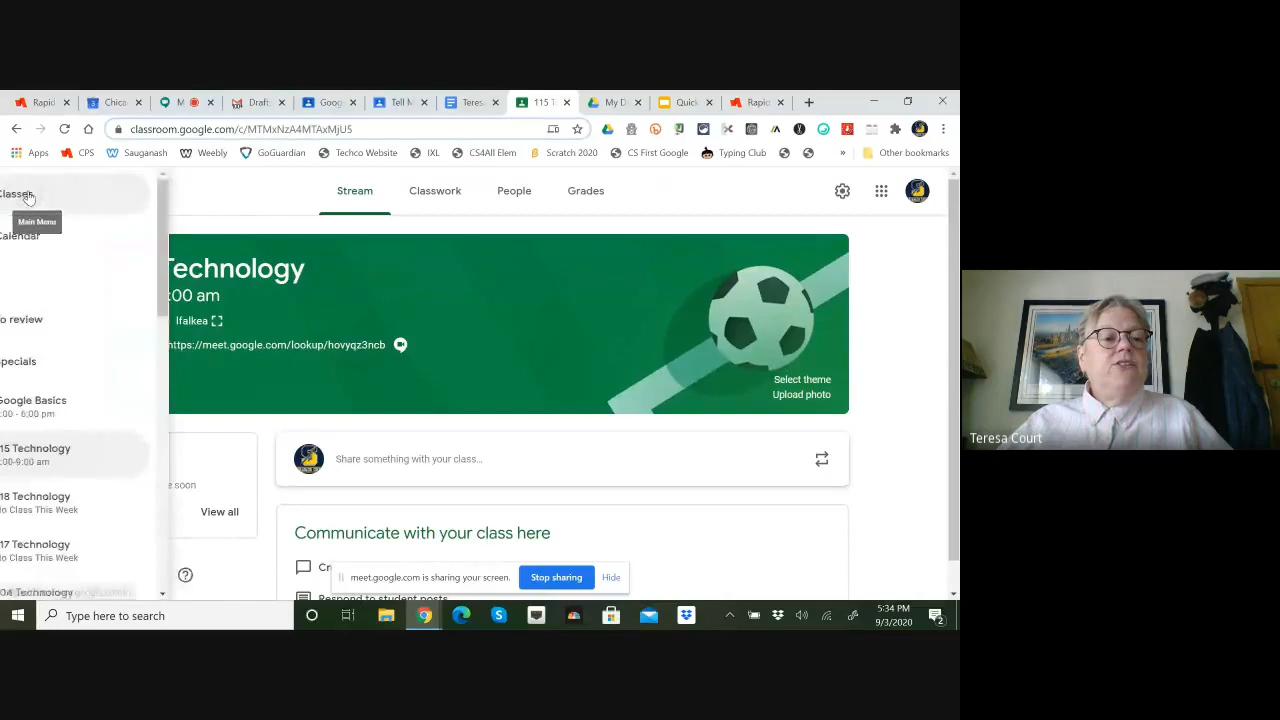 Rapid
Chica
M
Draft
Goog
Tell M
Teres
115 T
My D
Quick
Rapid
classroom.google.com/c/MTMxNzA4MTAxMjU5
Apps
CPS
Sauganash
Weebly
GoGuardian
Techco Website
IXL
CS4All Elem
Scratch 2020
CS First Google
Typing Club
»
Other bookmarks
Classes
Main Menu
Calendar
o review
pecials
Google Basics
:00 - 6:00 pm
15 Technology
:00-9:00 am
18 Technology
o Class This Week
17 Technology
o Class This Week
Technology
Stream
Classwork
People
Grades
Technology
:00 am
lfalkea
https://meet.google.com/lookup/hovyqz3ncb
Select theme
Upload photo
e soon
View all
Share something with your class...
Communicate with your class here
Cr
Respond to student posts
meet.google.com is sharing your screen.
Stop sharing
Hide
Teresa Court
Type here to search
5:34 PM
9/3/2020
2